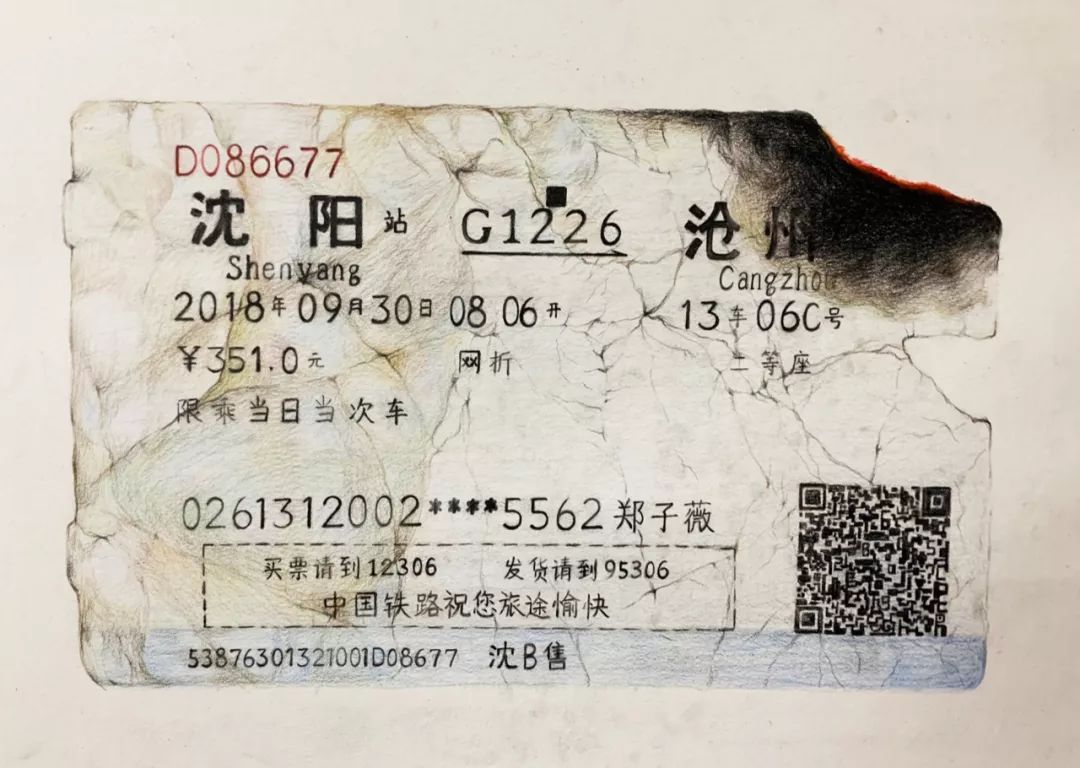 D086677
沈 阳 站 G1226 沧 州
Shenyang Cangzhou
2018年09月30日 08 06开 13车06C号
¥351.0元 网折 二等座
限乘当日当次车
0261312002****5562郑子薇
买票请到12306 发货请到95306
中国铁路祝您旅途愉快
53876301321001D08677 沈B售